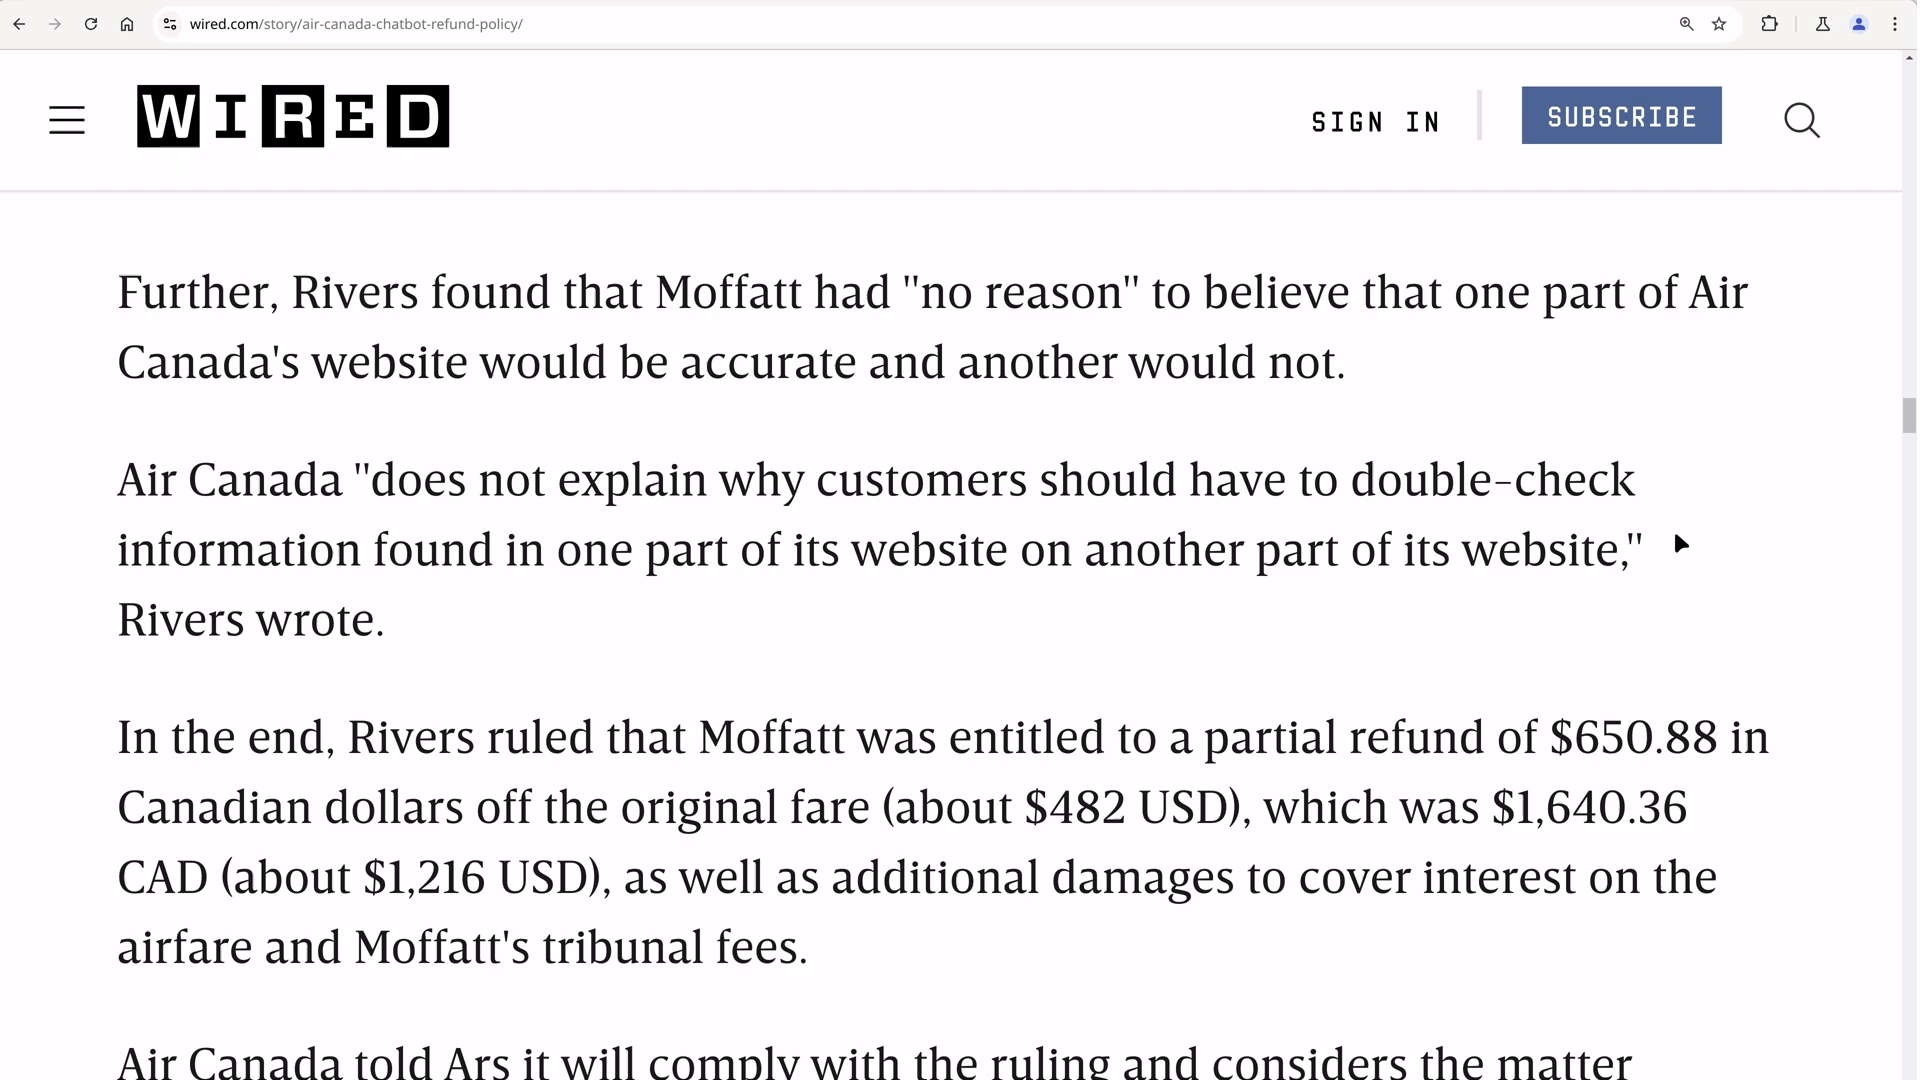 wired.com/story/air-canada-chatbot-refund-policy/
WIRED
SIGN IN
SUBSCRIBE
Further, Rivers found that Moffatt had "no reason" to believe that one part of Air
Canada's website would be accurate and another would not.
Air Canada "does not explain why customers should have to double-check
information found in one part of its website on another part of its website,"
Rivers wrote.
In the end, Rivers ruled that Moffatt was entitled to a partial refund of $650.88 in
Canadian dollars off the original fare (about $482 USD), which was $1,640.36
CAD (about $1,216 USD), as well as additional damages to cover interest on the
airfare and Moffatt's tribunal fees.
Air Canada told Ars it will comply with the ruling and considers the matter